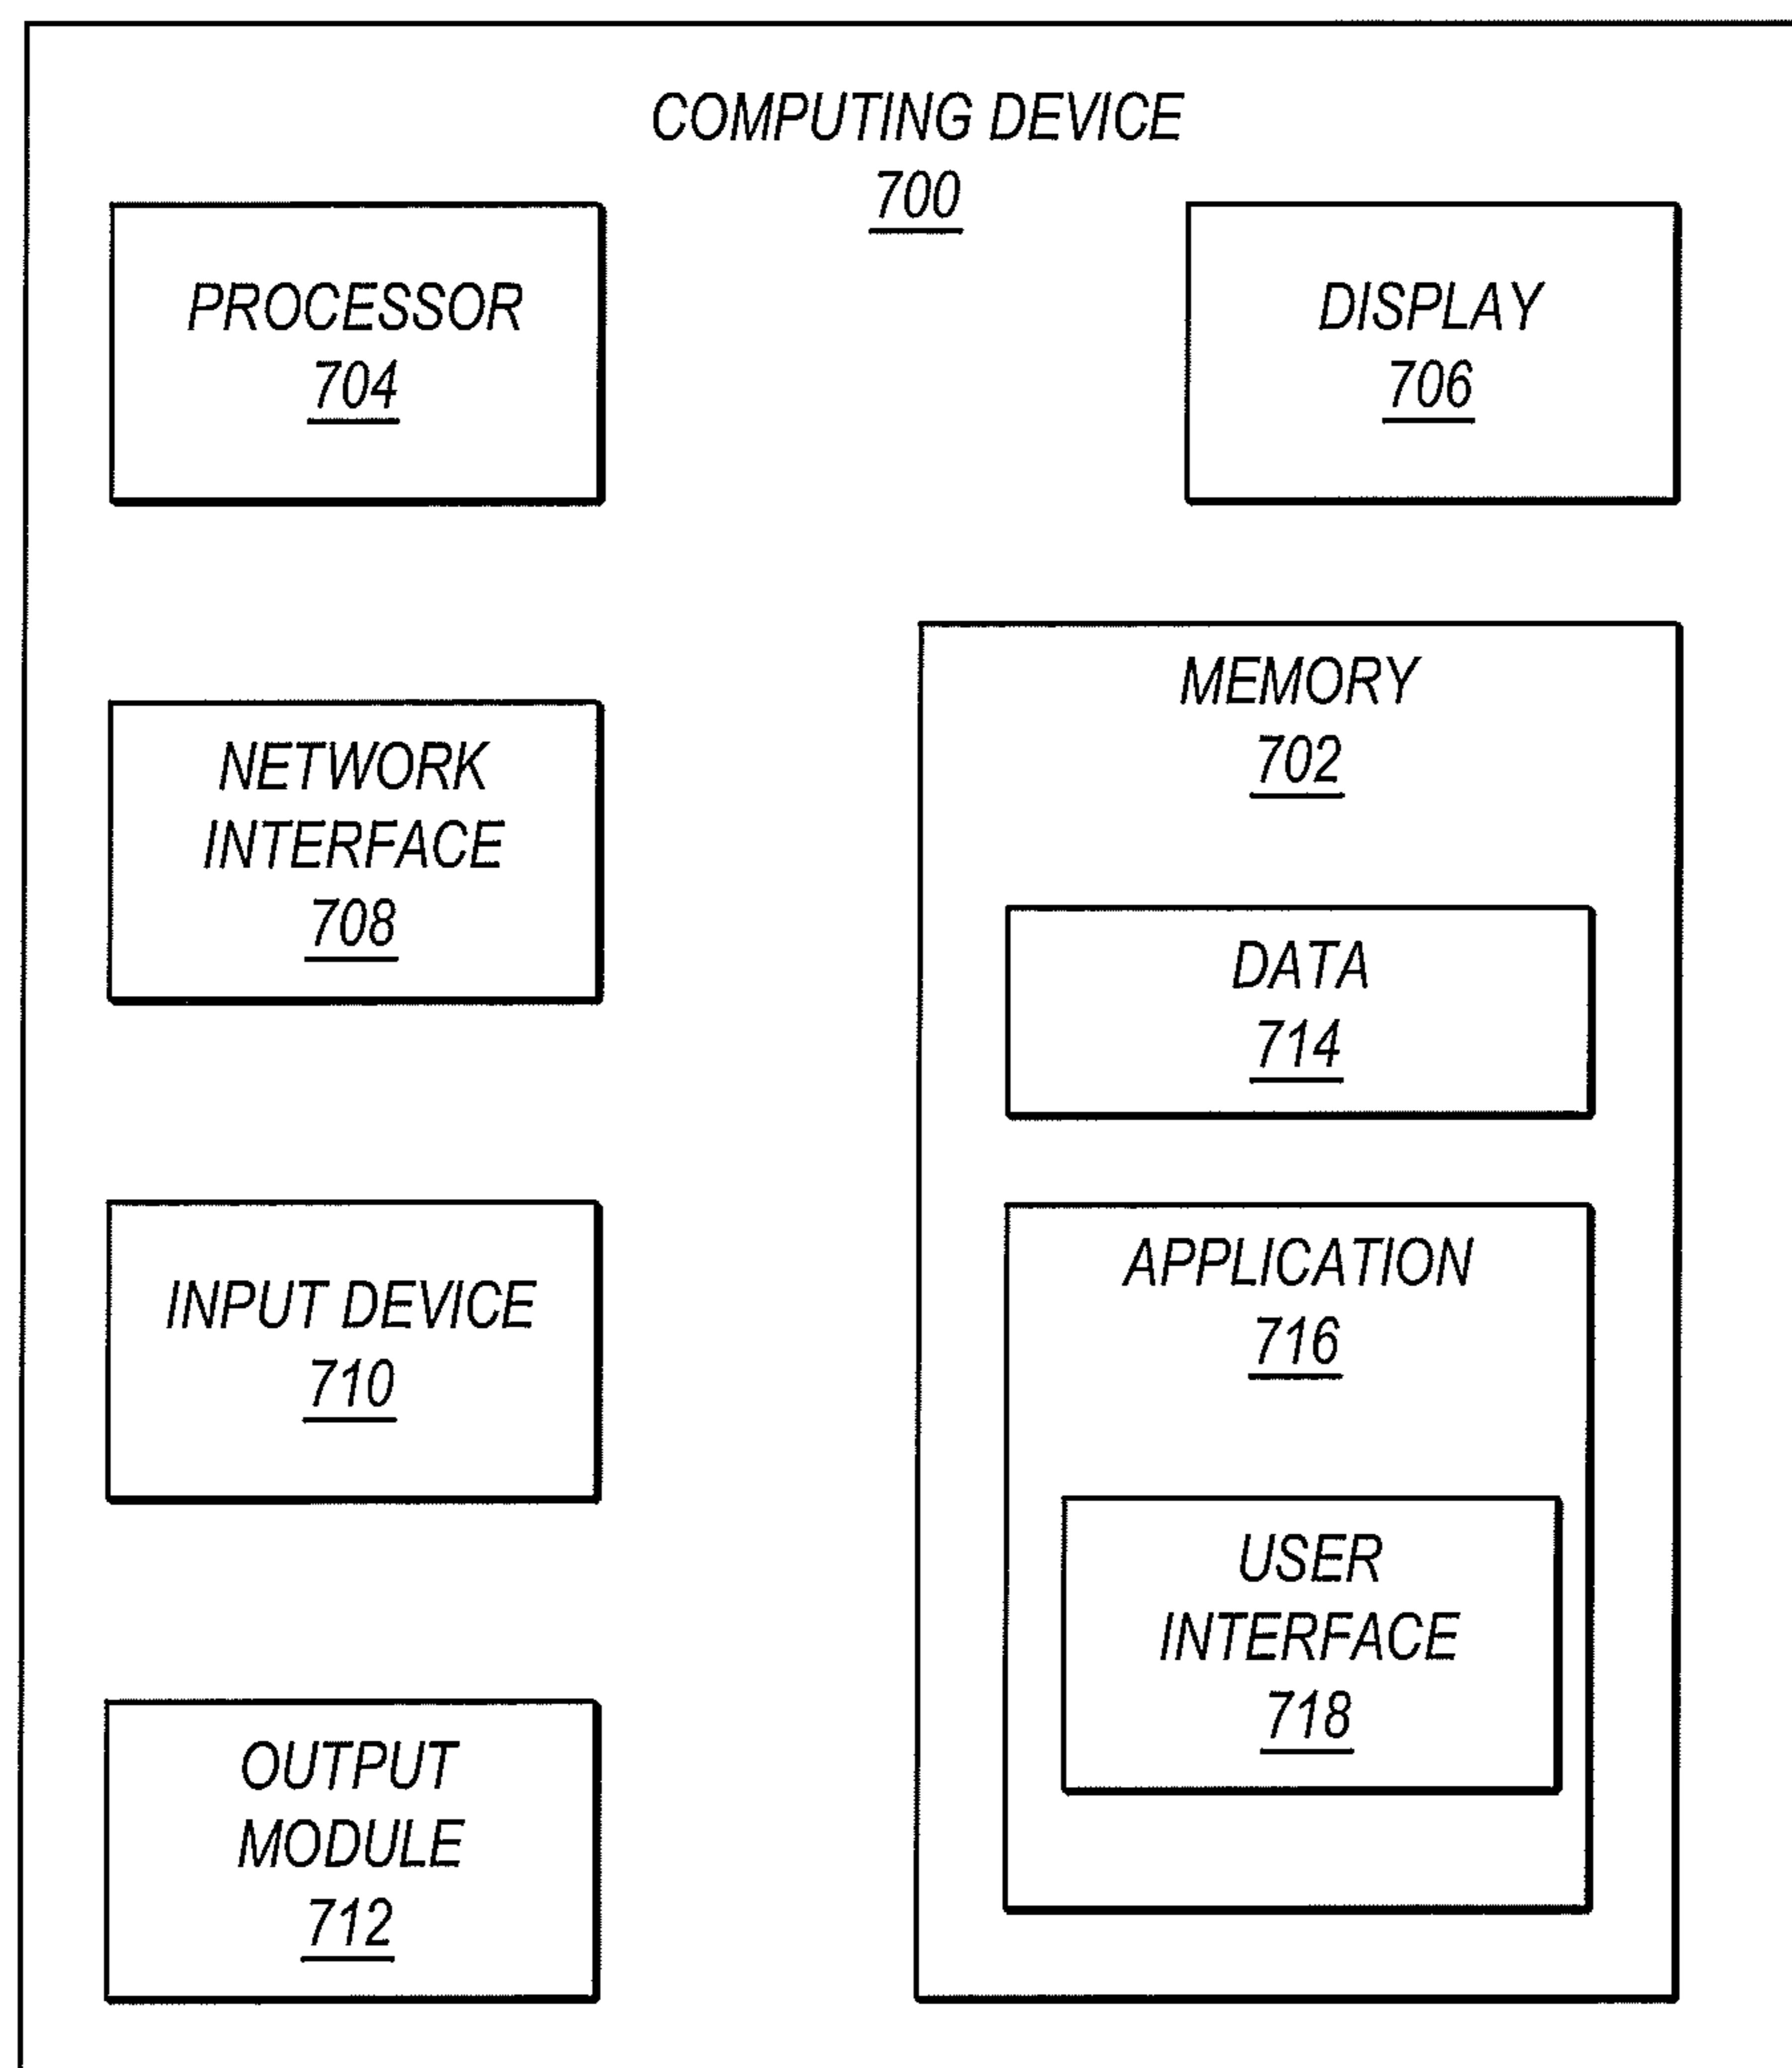 COMPUTING DEVICE
700
PROCESSOR
704
DISPLAY
706
NETWORK
INTERFACE
708
MEMORY
702
DATA
714
INPUT DEVICE
710
APPLICATION
716
USER
INTERFACE
718
OUTPUT
MODULE
712